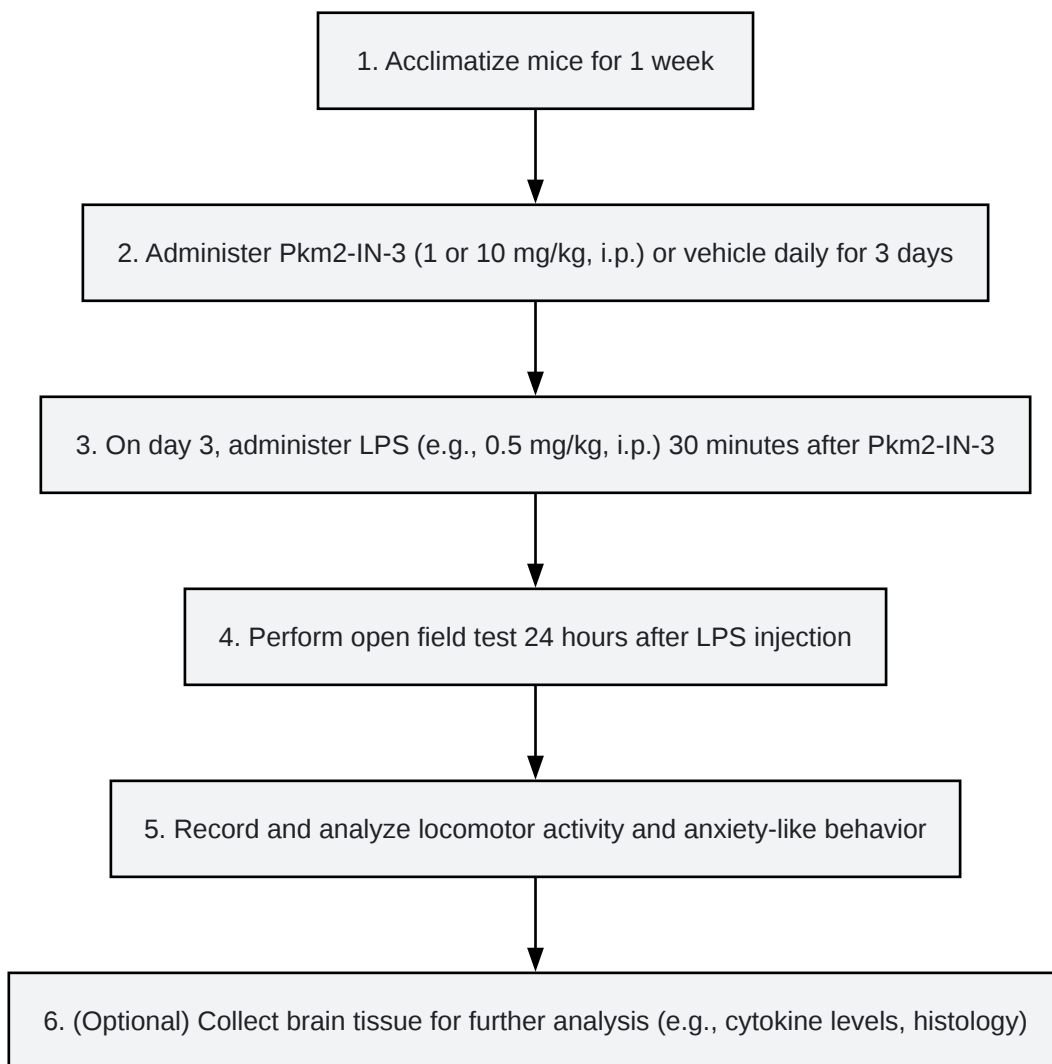 1. Acclimatize mice for 1 week
2. Administer Pkm2-IN-3 (1 or 10 mg/kg, i.p.) or vehicle daily for 3 days
3. On day 3, administer LPS (e.g., 0.5 mg/kg, i.p.) 30 minutes after Pkm2-IN-3
4. Perform open field test 24 hours after LPS injection
5. Record and analyze locomotor activity and anxiety-like behavior
6. (Optional) Collect brain tissue for further analysis (e.g., cytokine levels, histology)